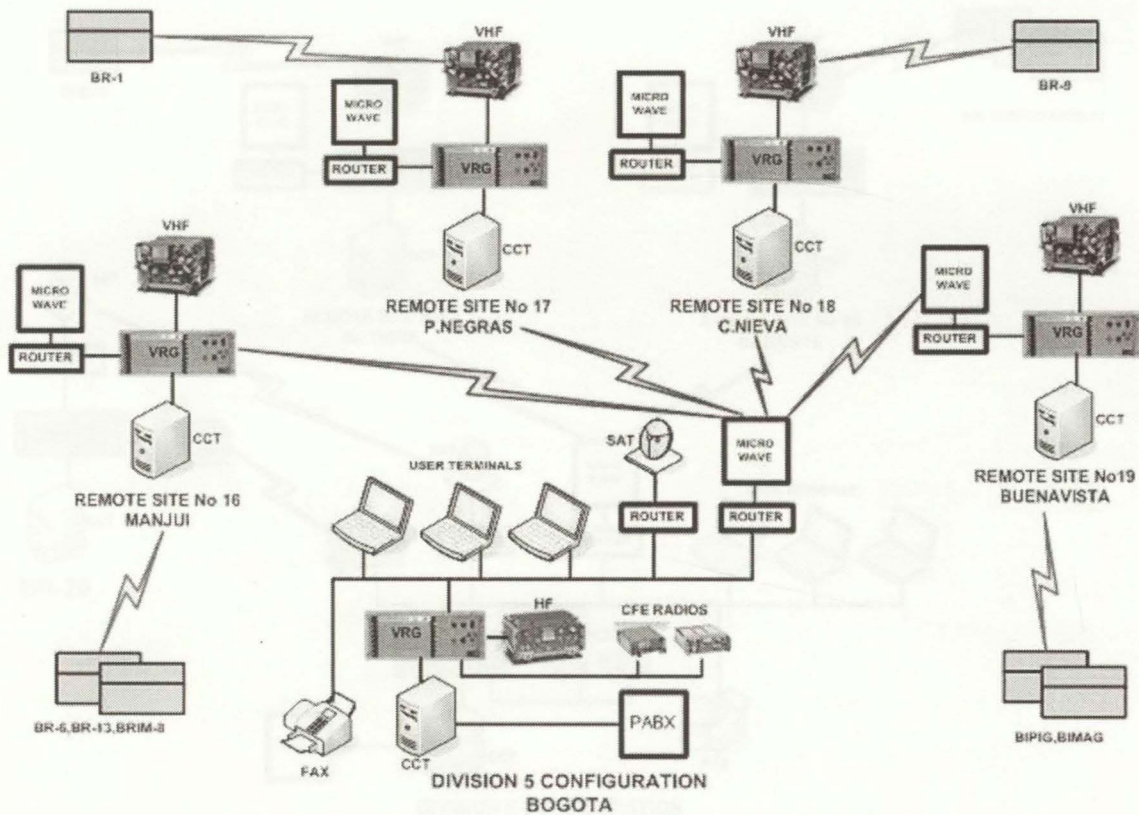 BR-1
VHF
MICRO
WAVE
ROUTER
VRG
CCT
REMOTE SITE No 17
P.NEGRAS
VHF
MICRO
WAVE
ROUTER
VRG
CCT
REMOTE SITE No 18
C.NIEVA
BR-9
VHF
MICRO
WAVE
ROUTER
VRG
CCT
REMOTE SITE No 16
MANJUI
BR-6,BR-13,BRIM-8
VHF
MICRO
WAVE
ROUTER
VRG
CCT
REMOTE SITE No19
BUENAVISTA
BIPIG,BIMAG
SAT
MICRO
WAVE
USER TERMINALS
ROUTER
ROUTER
VRG
HF
CFE RADIOS
FAX
CCT
PABX
DIVISION 5 CONFIGURATION
BOGOTA